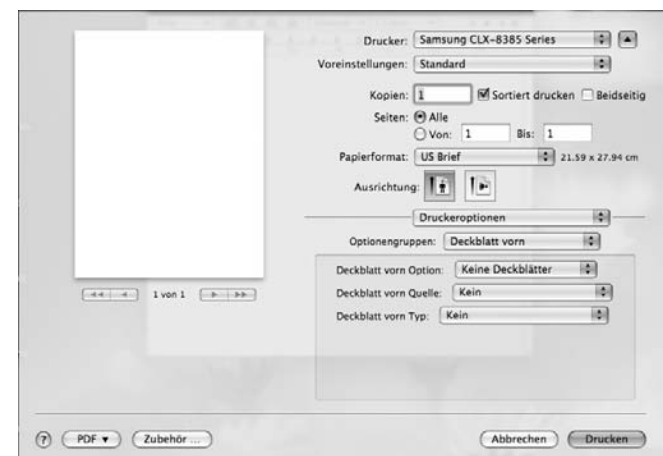 Drucker: Samsung CLX-8385 Series
Voreinstellungen: Standard
Kopien: 1 Sortiert drucken Beidseitig
Seiten: Alle
Von: 1 Bis: 1
Papierformat: US Brief 21.59 x 27.94 cm
Ausrichtung:
Druckeroptionen
Optionengruppen: Deckblatt vorn
Deckblatt vorn Option: Keine Deckblätter
Deckblatt vorn Quelle: Kein
Deckblatt vorn Typ: Kein
1 von 1
? PDF ▼ Zubehör ... Abbrechen Drucken